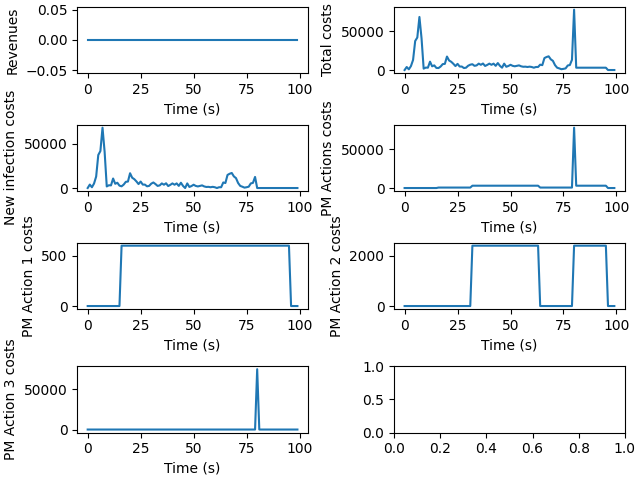 Revenues
0.05
0.00
−0.05
0 25 50 75 100
Time (s)
Total costs
50000
0
0 25 50 75 100
Time (s)
New infection costs
50000
0
0 25 50 75 100
Time (s)
PM Actions costs
50000
0
0 25 50 75 100
Time (s)
PM Action 1 costs
500
0
0 25 50 75 100
Time (s)
PM Action 2 costs
2000
0
0 25 50 75 100
Time (s)
PM Action 3 costs
50000
0
0 25 50 75 100
Time (s)
1.0
0.5
0.0
0.0 0.2 0.4 0.6 0.8 1.0